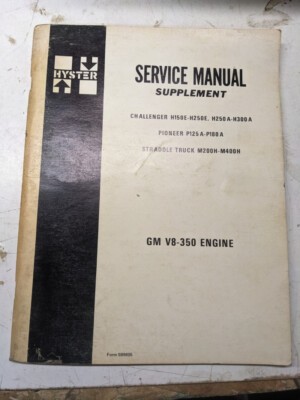 HYSTER
SERVICE MANUAL
SUPPLEMENT
CHALLENGER H150E-H250E, H250A-H300A
PIONEER P125A-P180A
STRADDLE TRUCK M200H-M400H
GM V8-350 ENGINE
Form